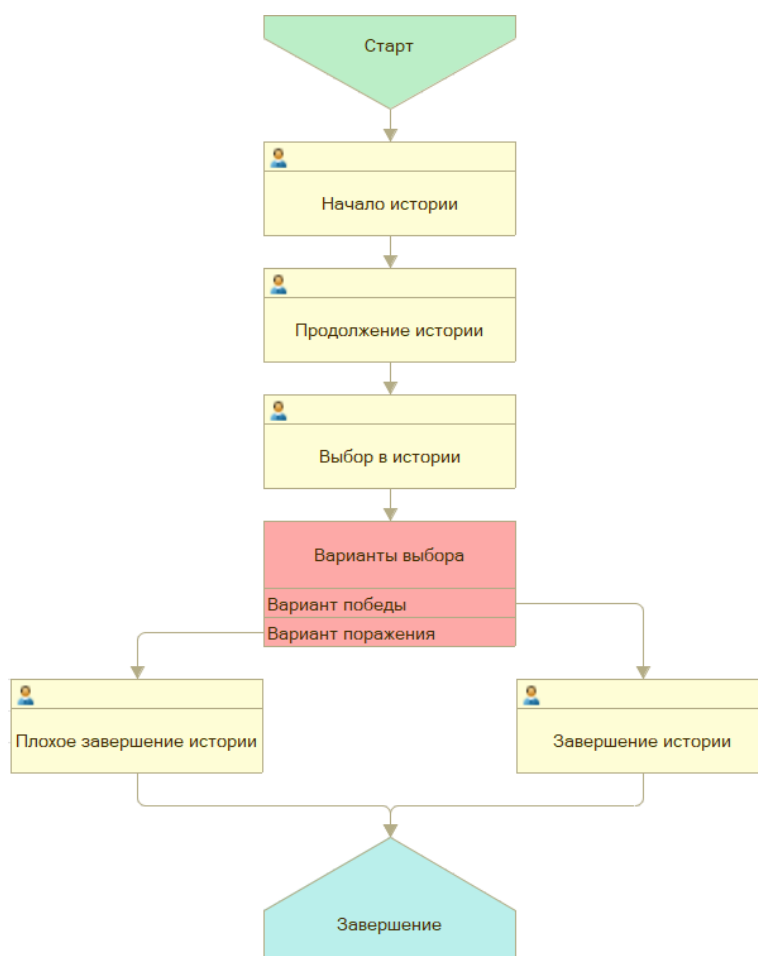 Старт
Начало истории
Продолжение истории
Выбор в истории
Варианты выбора
Вариант победы
Вариант поражения
Плохое завершение истории
Завершение истории
Завершение